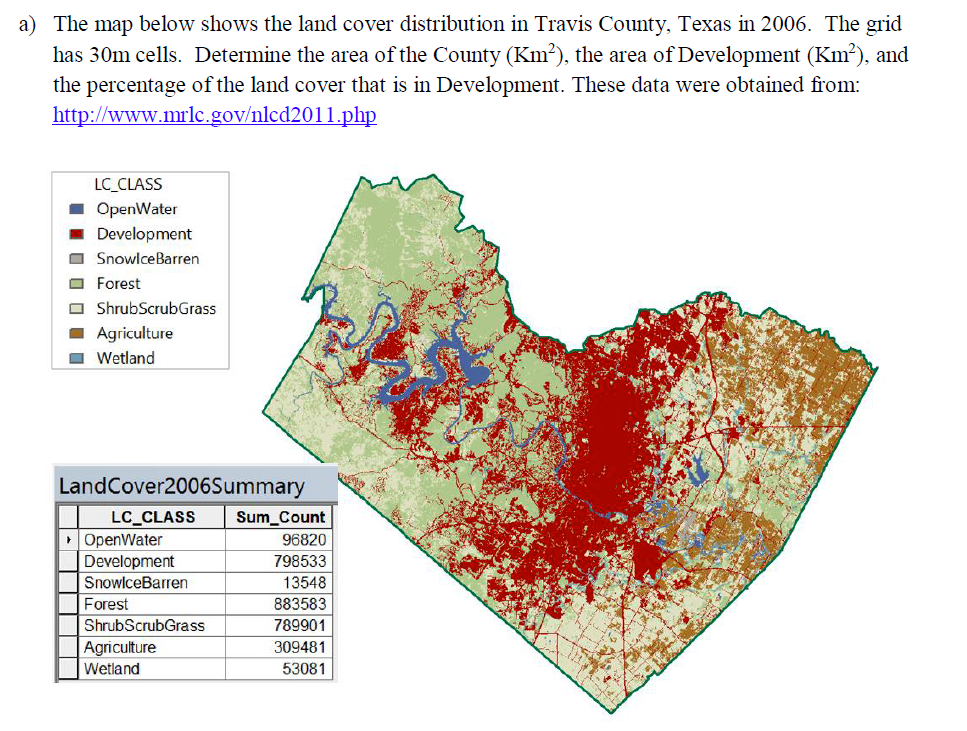 a) The map below shows the land cover distribution in Travis County, Texas in 2006. The grid
has 30m cells. Determine the area of the County (Km²), the area of Development (Km²), and
the percentage of the land cover that is in Development. These data were obtained from:
http://www.mrlc.gov/nlcd2011.php
LC_CLASS
OpenWater
Development
SnowIceBarren
Forest
ShrubScrubGrass
Agriculture
Wetland
LandCover2006Summary
LC_CLASS Sum_Count
OpenWater 96820
Development 798533
SnowIceBarren 13548
Forest 883583
ShrubScrubGrass 789901
Agriculture 309481
Wetland 53081